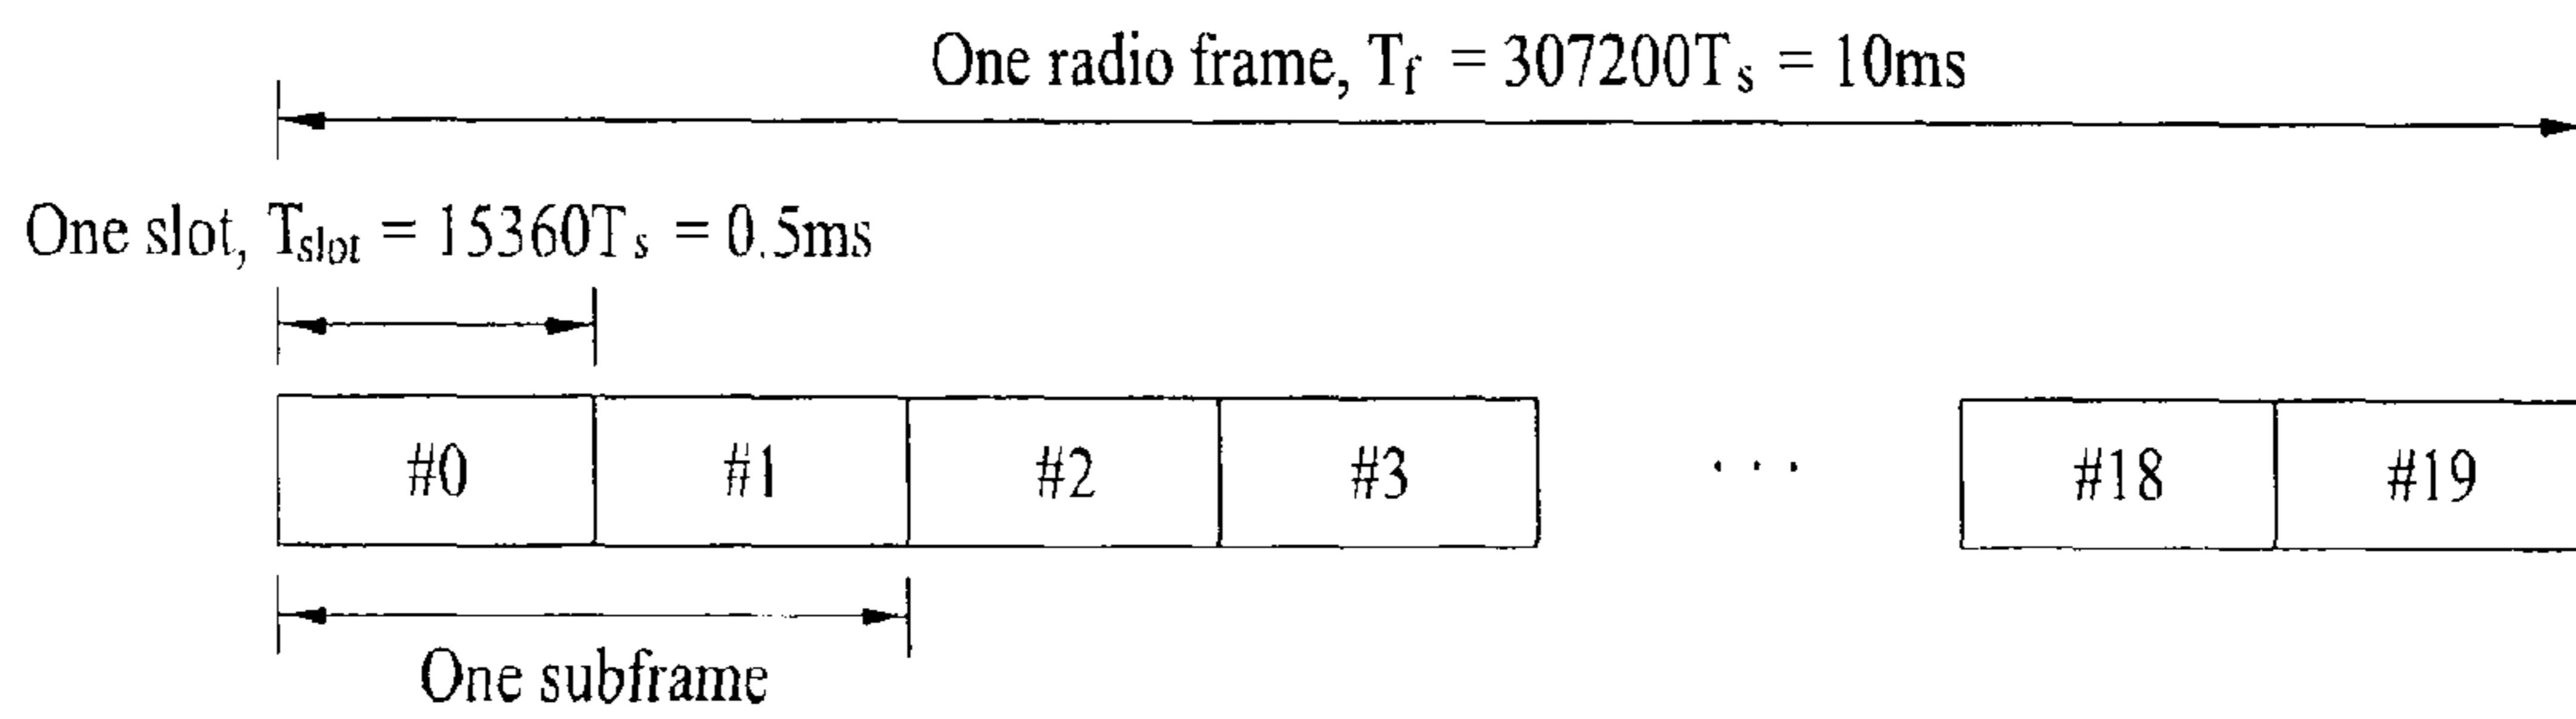 One radio frame, Tf = 307200Ts = 10ms
One slot, Tslot = 15360Ts = 0.5ms
#0 #1 #2 #3 · · · #18 #19
One subframe